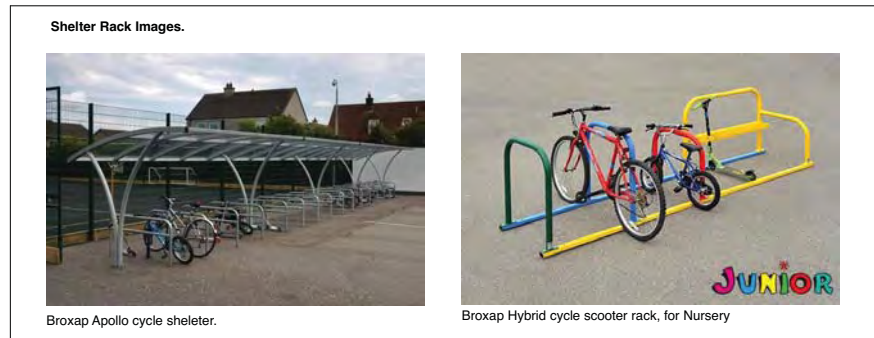 Shelter Rack Images.
Broxap Apollo cycle sheleter.
JUNIOR
Broxap Hybrid cycle scooter rack, for Nursery